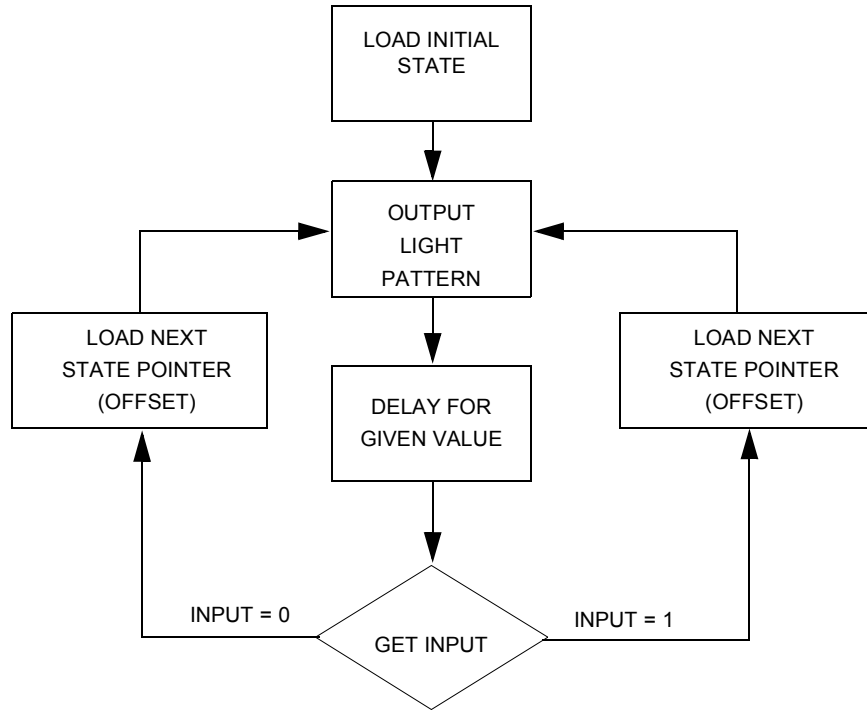 LOAD INITIAL
STATE
OUTPUT
LIGHT
PATTERN
LOAD NEXT
STATE POINTER
(OFFSET)
DELAY FOR
GIVEN VALUE
LOAD NEXT
STATE POINTER
(OFFSET)
INPUT = 0
GET INPUT
INPUT = 1